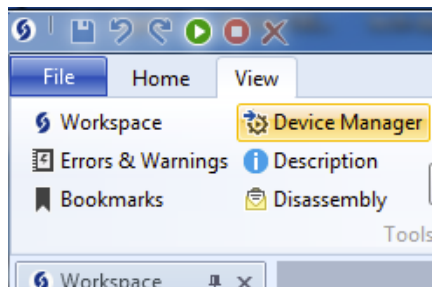 File Home View
Workspace Device Manager
Errors & Warnings Description
Bookmarks Disassembly
Tools
Workspace